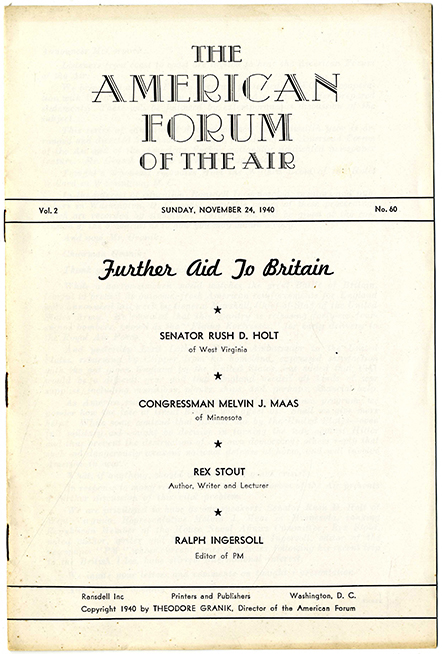 THE
AMERICAN
FORUM
OF THE AIR
Vol. 2 SUNDAY, NOVEMBER 24, 1940 No. 60
Further Aid To Britain
★
SENATOR RUSH D. HOLT
of West Virginia
★
CONGRESSMAN MELVIN J. MAAS
of Minnesota
★
REX STOUT
Author, Writer and Lecturer
★
RALPH INGERSOLL
Editor of PM
Ransdell Inc Printers and Publishers Washington, D. C.
Copyright 1940 by THEODORE GRANIK, Director of the American Forum